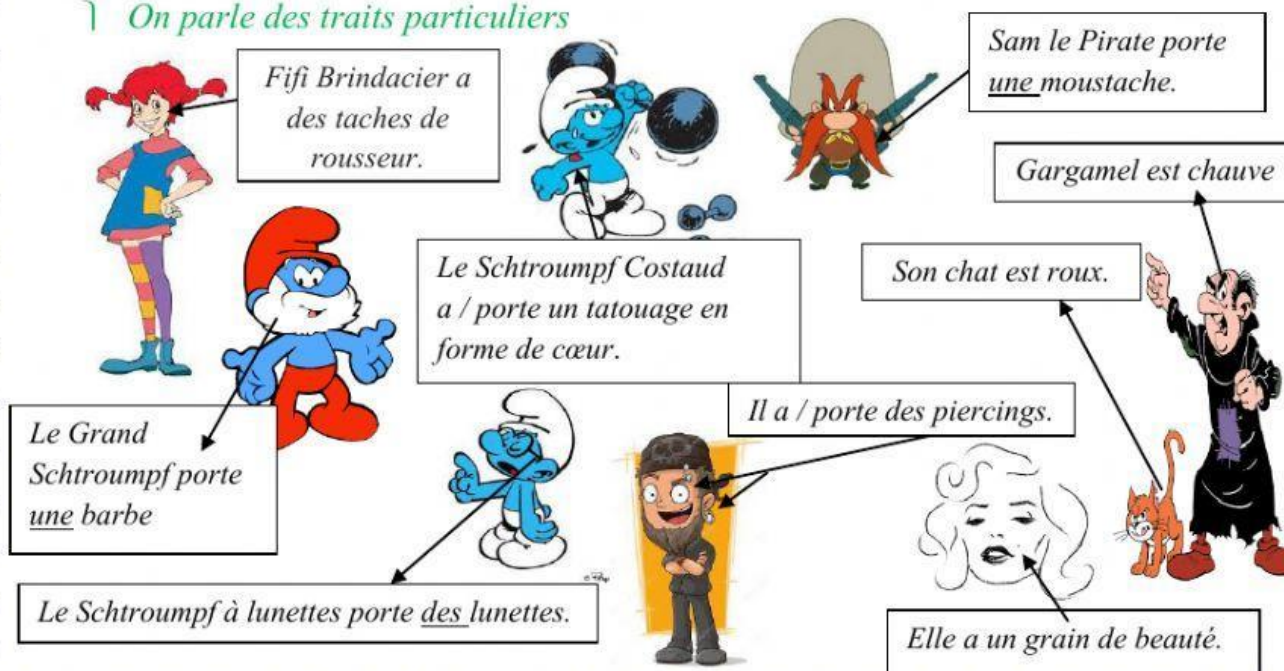 On parle des traits particuliers
Fifi Brindacier a
des taches de
rousseur.
Sam le Pirate porte
une moustache.
Gargamel est chauve
Le Schtroumpf Costaud
a / porte un tatouage en
forme de cœur.
Son chat est roux.
Il a / porte des piercings.
Le Grand
Schtroumpf porte
une barbe
Le Schtroumpf à lunettes porte des lunettes.
Elle a un grain de beauté.